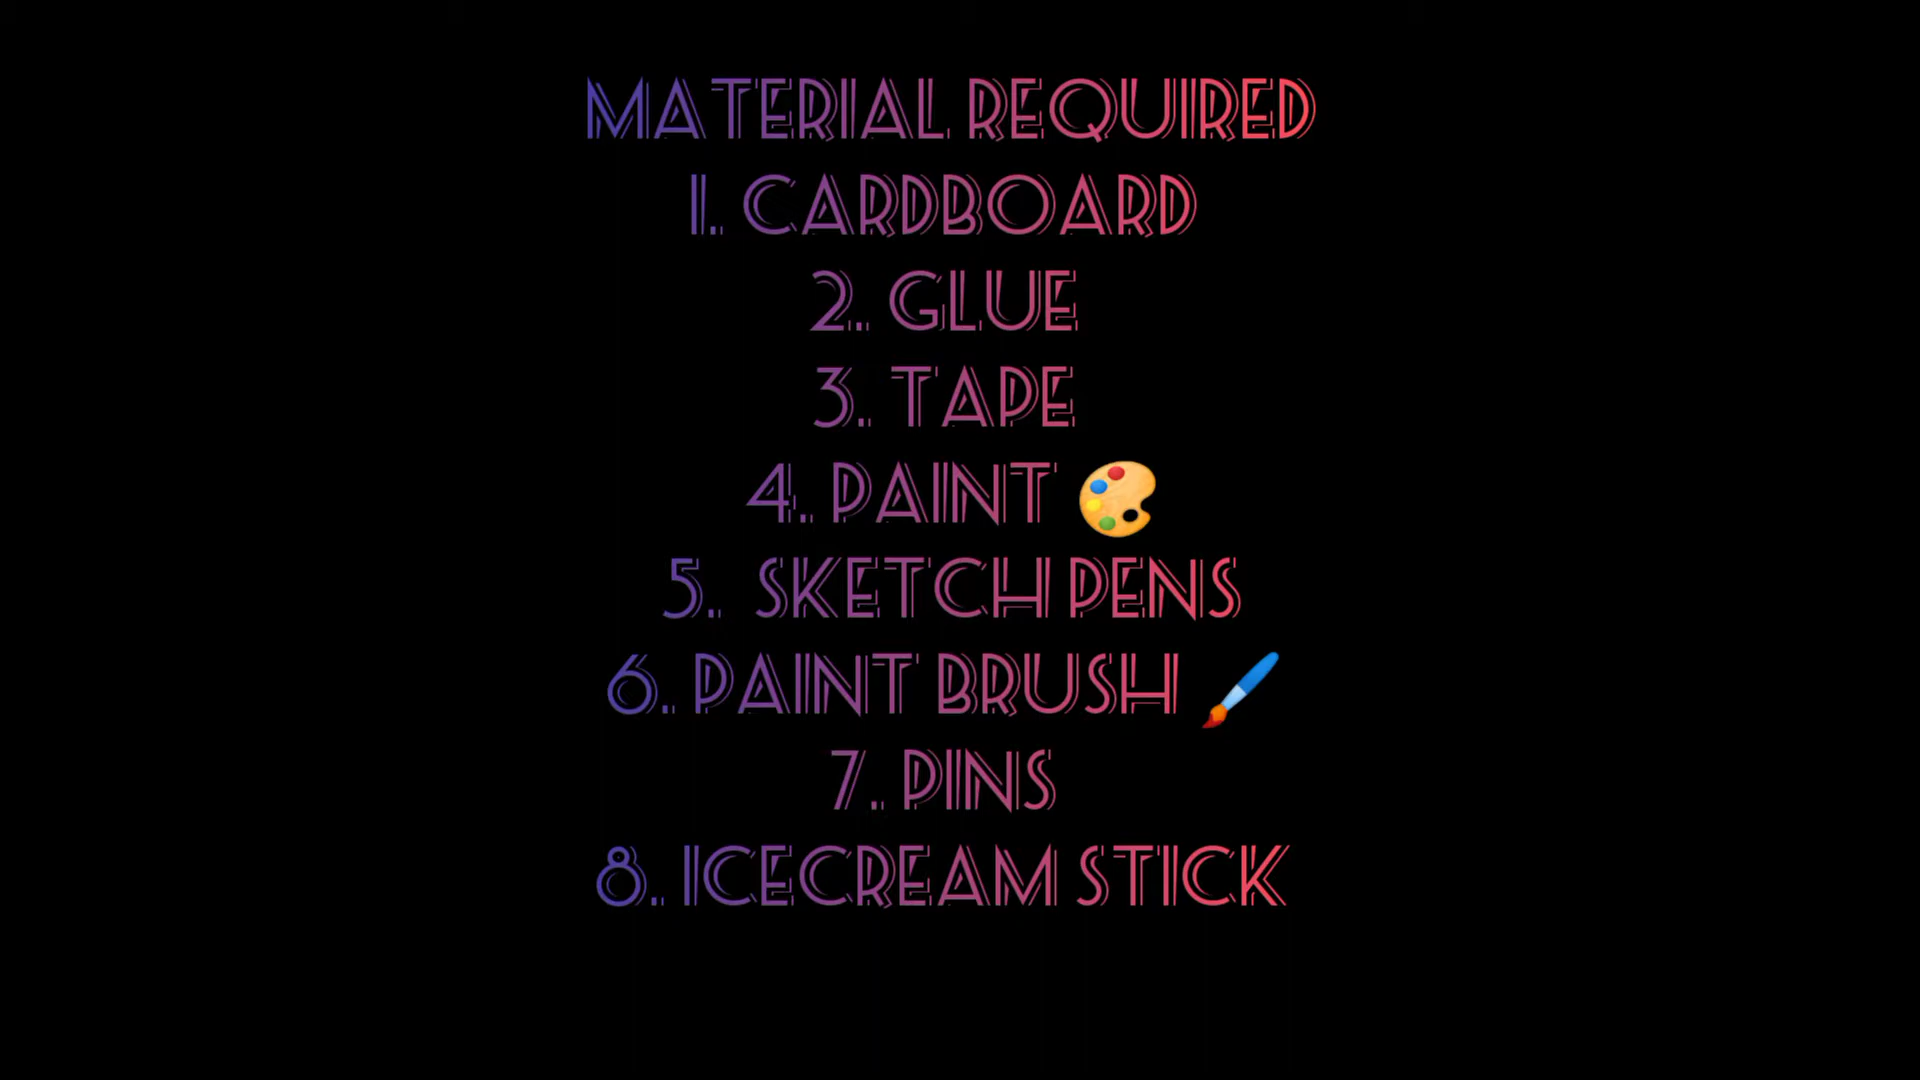 MATERIAL REQUIRED
1. CARDBOARD
2. GLUE
3. TAPE
4. PAINT 🎨
5. SKETCH PENS
6. PAINT BRUSH 🖌️
7. PINS
8. ICECREAM STICK